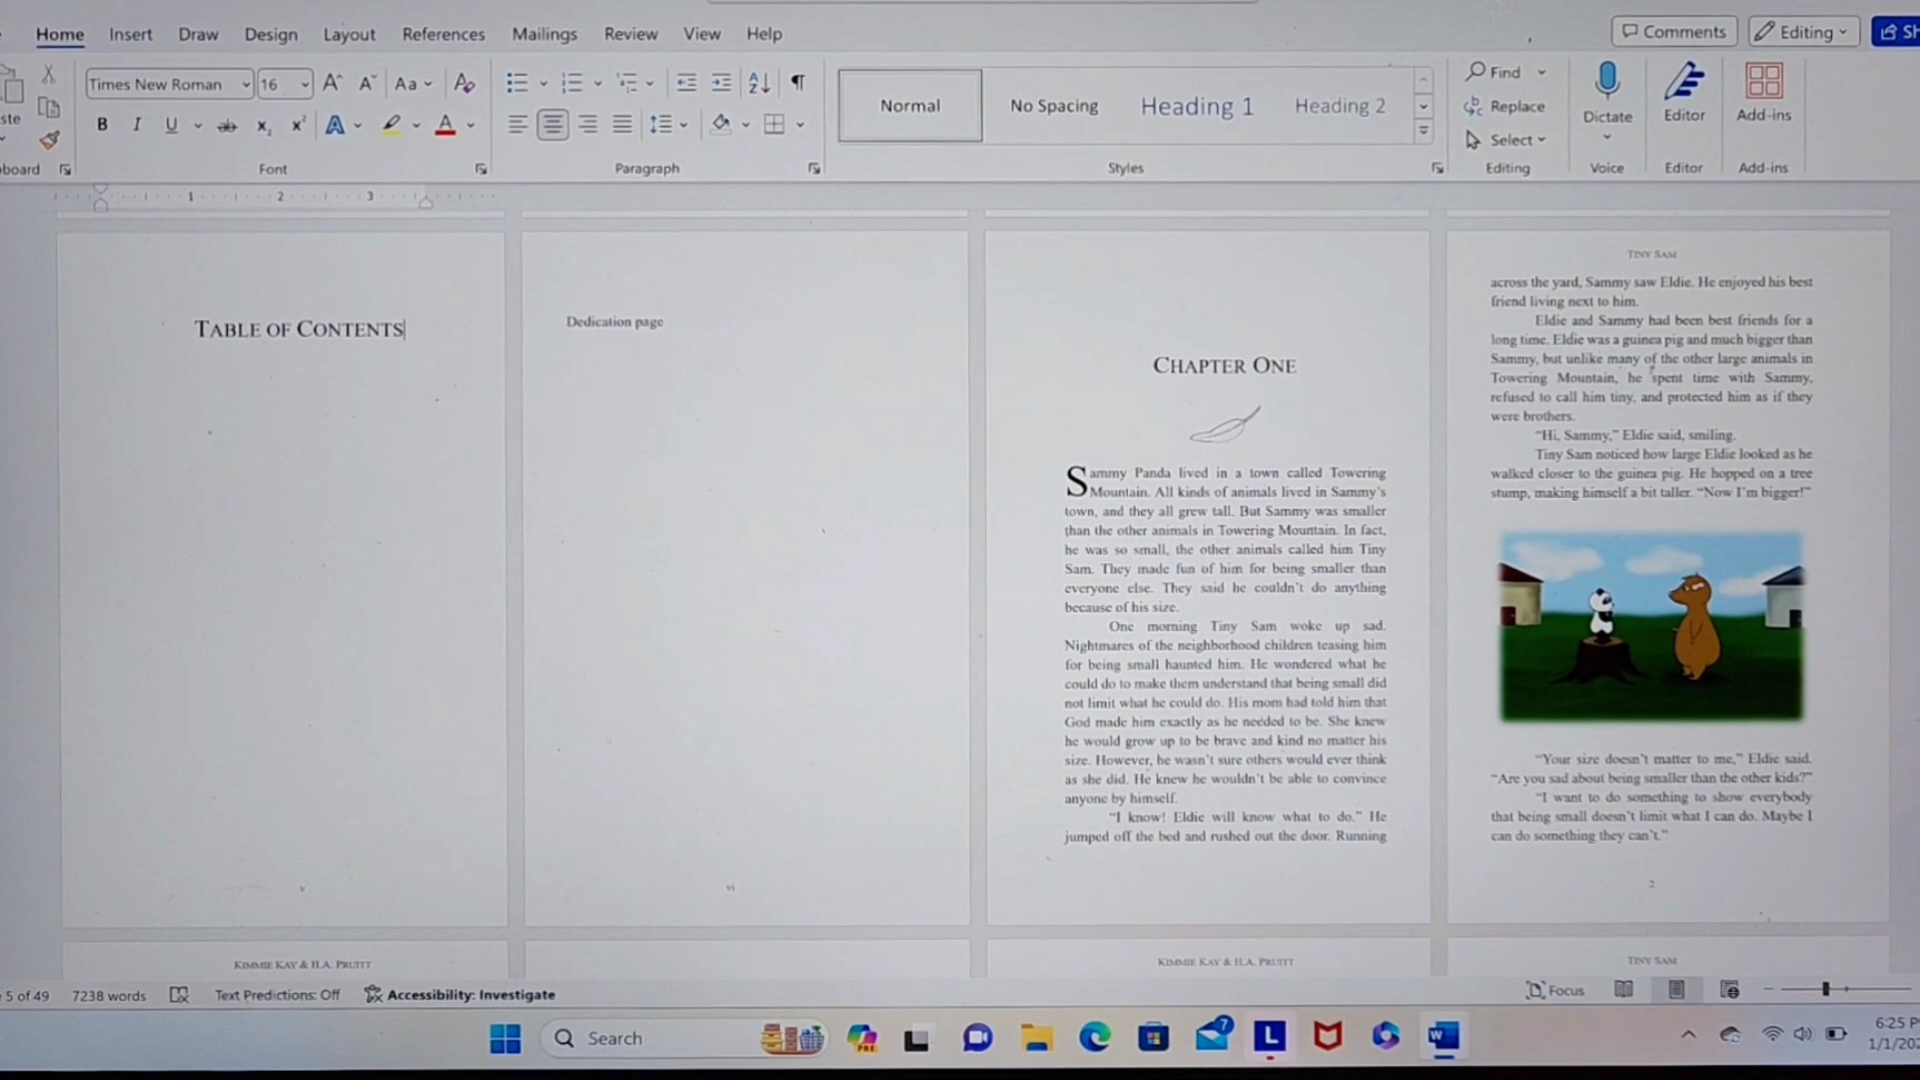 Home Insert Draw Design Layout References Mailings Review View Help
Comments Editing
Times New Roman 16 Aa
Find
Replace
Select
Normal No Spacing Heading 1 Heading 2
Dictate Editor Add-ins
Font Paragraph Styles Editing Voice Editor Add-ins
1 2 3
TABLE OF CONTENTS
v
Dedication page
vi
CHAPTER ONE
Sammy Panda lived in a town called Towering
Mountain. All kinds of animals lived in Sammy's
town, and they all grew tall. But Sammy was smaller
than the other animals in Towering Mountain. In fact,
he was so small, the other animals called him Tiny
Sam. They made fun of him for being smaller than
everyone else. They said he couldn't do anything
because of his size.
One morning Tiny Sam woke up sad.
Nightmares of the neighborhood children teasing him
for being small haunted him. He wondered what he
could do to make them understand that being small did
not limit what he could do. His mom had told him that
God made him exactly as he needed to be. She knew
he would grow up to be brave and kind no matter his
size. However, he wasn't sure others would ever think
as she did. He knew he wouldn't be able to convince
anyone by himself.
"I know! Eldie will know what to do." He
jumped off the bed and rushed out the door. Running
TINY SAM
across the yard, Sammy saw Eldie. He enjoyed his best
friend living next to him.
Eldie and Sammy had been best friends for a
long time. Eldie was a guinea pig and much bigger than
Sammy, but unlike many of the other large animals in
Towering Mountain, he spent time with Sammy,
refused to call him tiny, and protected him as if they
were brothers.
"Hi, Sammy," Eldie said, smiling.
Tiny Sam noticed how large Eldie looked as he
walked closer to the guinea pig. He hopped on a tree
stump, making himself a bit taller. "Now I'm bigger!"
"Your size doesn't matter to me," Eldie said.
"Are you sad about being smaller than the other kids?"
"I want to do something to show everybody
that being small doesn't limit what I can do. Maybe I
can do something they can't."
2
KIMMIE KAY & H.A. PRUITT
KIMMIE KAY & H.A. PRUITT
TINY SAM
5 of 49 7238 words Text Predictions: Off Accessibility: Investigate Focus
Search
PRE
7
L
W
6:25 P